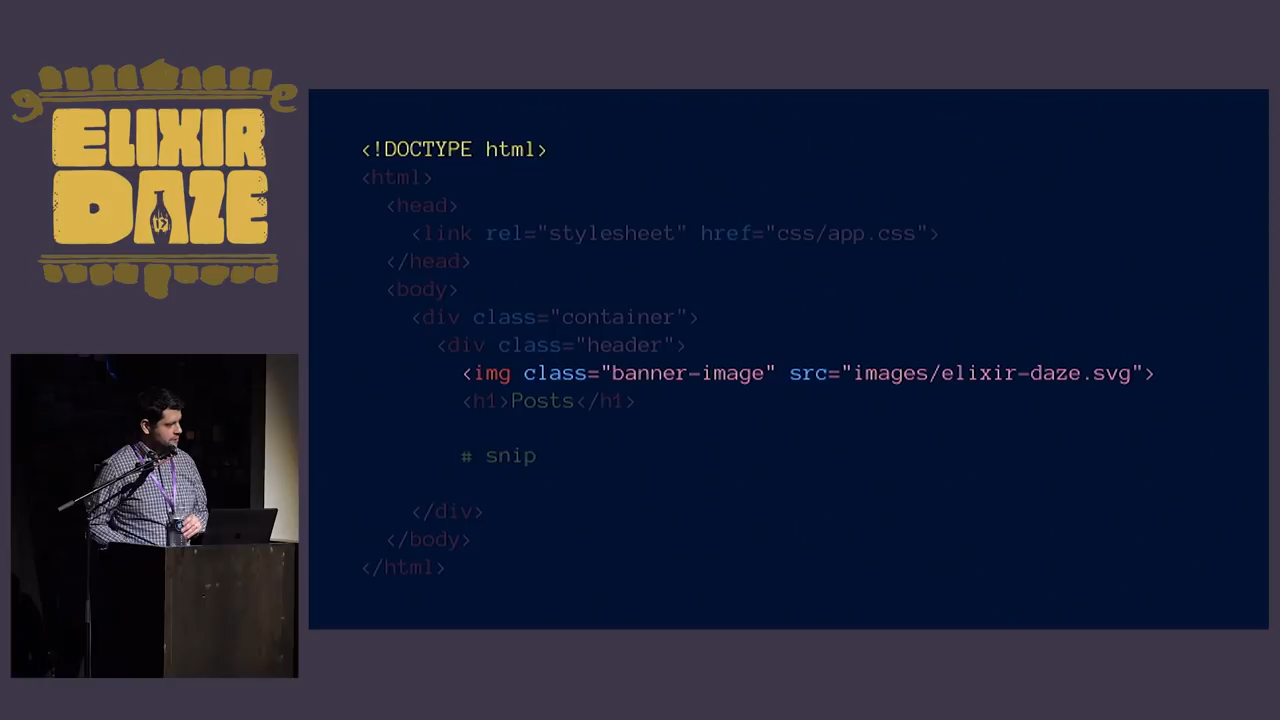 ELIXIR
DAZE
<!DOCTYPE html>
<html>
<head>
<link rel="stylesheet" href="css/app.css">
</head>
<body>
<div class="container">
<div class="header">
<img class="banner-image" src="images/elixir-daze.svg">
<h1>Posts</h1>
# snip
</div>
</body>
</html>